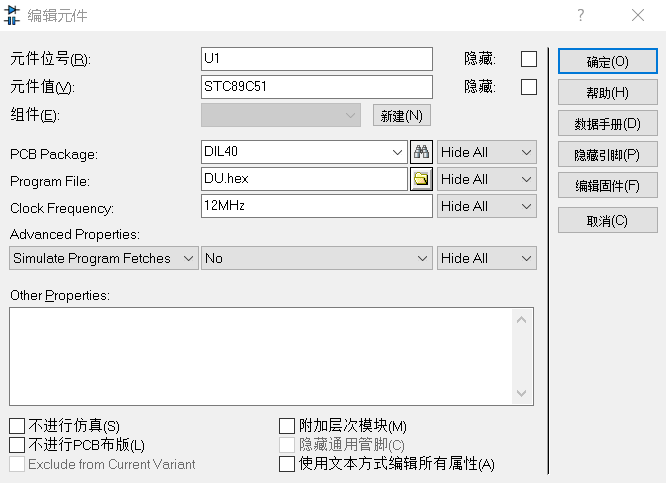 编辑元件
元件位号(R): U1 隐藏: 确定(O)
元件值(V): STC89C51 隐藏: 帮助(H)
组件(E): 新建(N)
数据手册(D)
PCB Package: DIL40 Hide All
隐藏引脚(P)
Program File: DU.hex Hide All
编辑固件(F)
Clock Frequency: 12MHz Hide All
取消(C)
Advanced Properties:
Simulate Program Fetches No Hide All
Other Properties:
不进行仿真(S) 附加层次模块(M)
不进行PCB布版(L) 隐藏通用管脚(C)
Exclude from Current Variant 使用文本方式编辑所有属性(A)